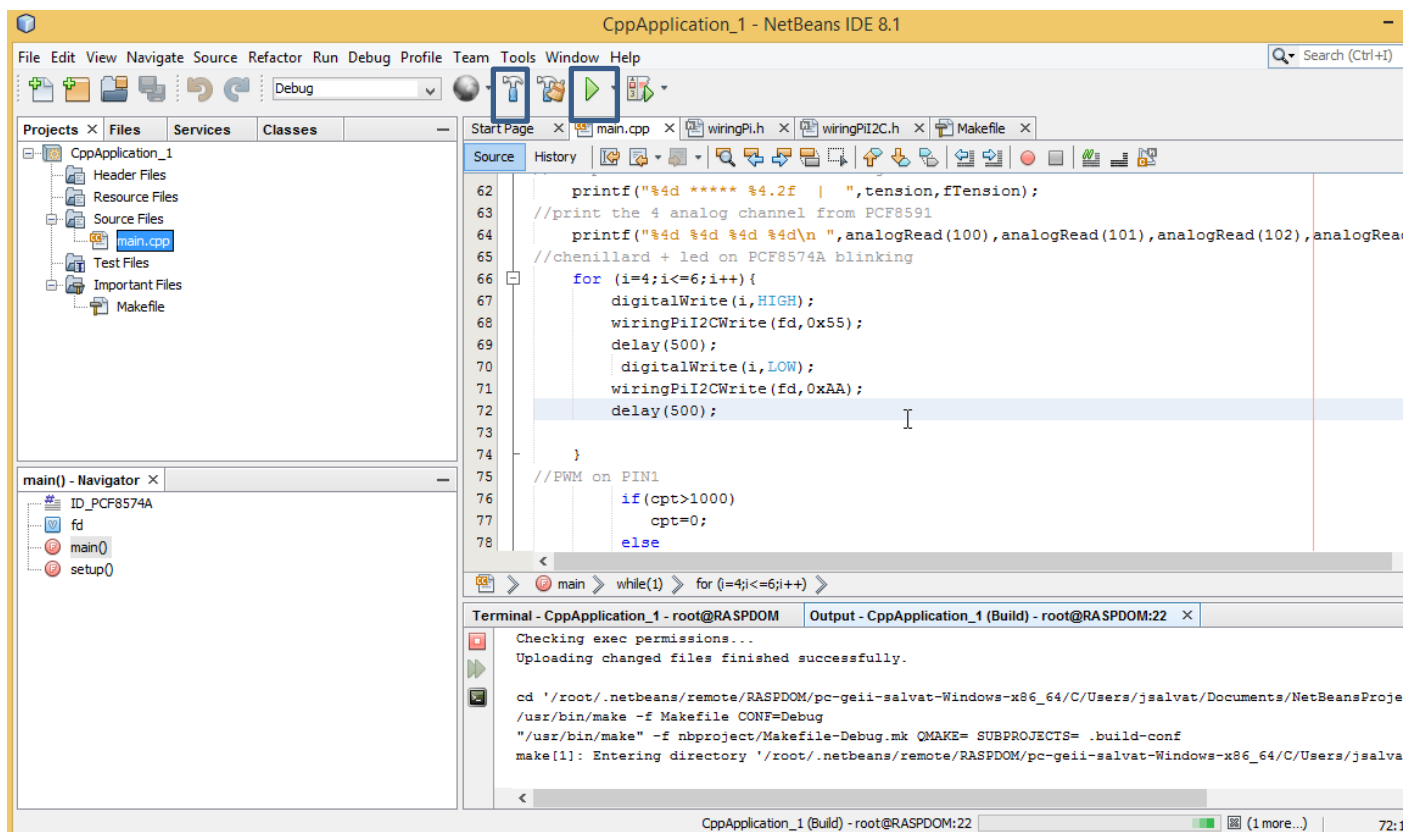 CppApplication_1 - NetBeans IDE 8.1
File Edit View Navigate Source Refactor Run Debug Profile Team Tools Window Help
Search (Ctrl+I)
Debug
Projects Files Services Classes
CppApplication_1
Header Files
Resource Files
Source Files
main.cpp
Test Files
Important Files
Makefile
main() - Navigator
ID_PCF8574A
fd
main()
setup()
Start Page main.cpp wiringPi.h wiringPiI2C.h Makefile
Source History
62 printf("%4d ***** %4.2f | ",tension,fTension);
63 //print the 4 analog channel from PCF8591
64 printf("%4d %4d %4d %4d\n ",analogRead(100),analogRead(101),analogRead(102),analogRead
65 //chenillard + led on PCF8574A blinking
66 for (i=4;i<=6;i++){
67 digitalWrite(i,HIGH);
68 wiringPiI2CWrite(fd,0x55);
69 delay(500);
70 digitalWrite(i,LOW);
71 wiringPiI2CWrite(fd,0xAA);
72 delay(500);
73
74 }
75 //PWM on PIN1
76 if(cpt>1000)
77 cpt=0;
78 else
main while(1) for (i=4;i<=6;i++)
Terminal - CppApplication_1 - root@RASPDOM Output - CppApplication_1 (Build) - root@RASPDOM:22
Checking exec permissions...
Uploading changed files finished successfully.
cd '/root/.netbeans/remote/RASPDOM/pc-geii-salvat-Windows-x86_64/C/Users/jsalvat/Documents/NetBeansProje
/usr/bin/make -f Makefile CONF=Debug
"/usr/bin/make" -f nbproject/Makefile-Debug.mk QMAKE= SUBPROJECTS= .build-conf
make[1]: Entering directory '/root/.netbeans/remote/RASPDOM/pc-geii-salvat-Windows-x86_64/C/Users/jsalva
CppApplication_1 (Build) - root@RASPDOM:22 (1 more...) 72:1